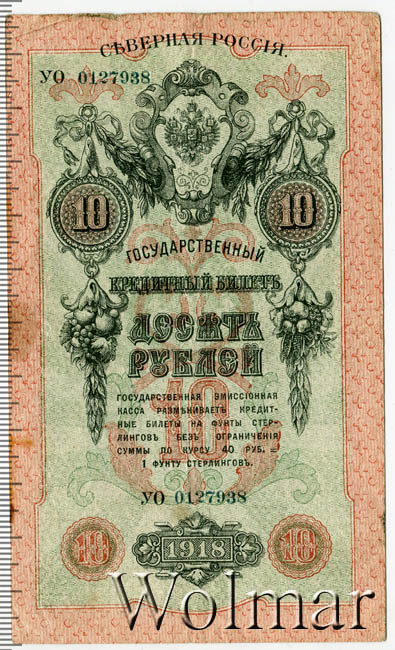 СѢВЕРНАЯ РОССІЯ.
УО 0127938
10 10
ГОСУДАРСТВЕННЫЙ
КРЕДИТНЫЙ БИЛЕТЪ
ДЕСЯТЬ
РУБЛЕЙ
10
ГОСУДАРСТВЕННАЯ ЭМИССІОННАЯ
КАССА РАЗМѢНИВАЕТЪ КРЕДИТ-
НЫЕ БИЛЕТЫ НА ФУНТЫ СТЕР-
ЛИНГОВЪ БЕЗЪ ОГРАНИЧЕНІЯ
СУММЫ ПО КУРСУ 40 РУБ. =
1 ФУНТУ СТЕРЛИНГОВЪ.
УО 0127938
10 1918 10
Wolmar